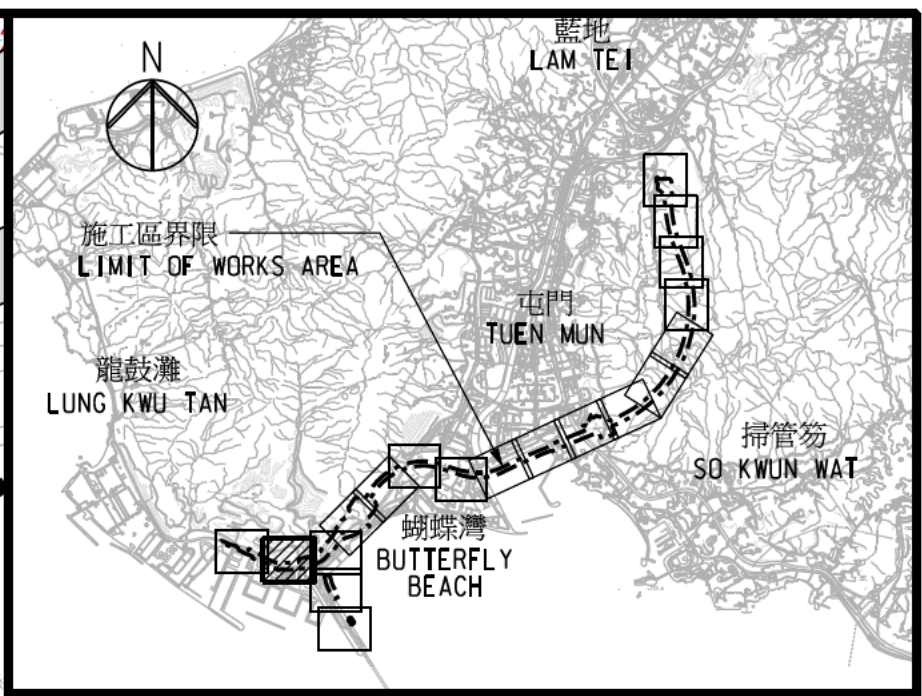 藍地
LAM TEI
N
施工區界限
LIMIT OF WORKS AREA
屯門
TUEN MUN
龍鼓灘
LUNG KWU TAN
掃管笏
SO KWUN WAT
蝴蝶灣
BUTTERFLY
BEACH